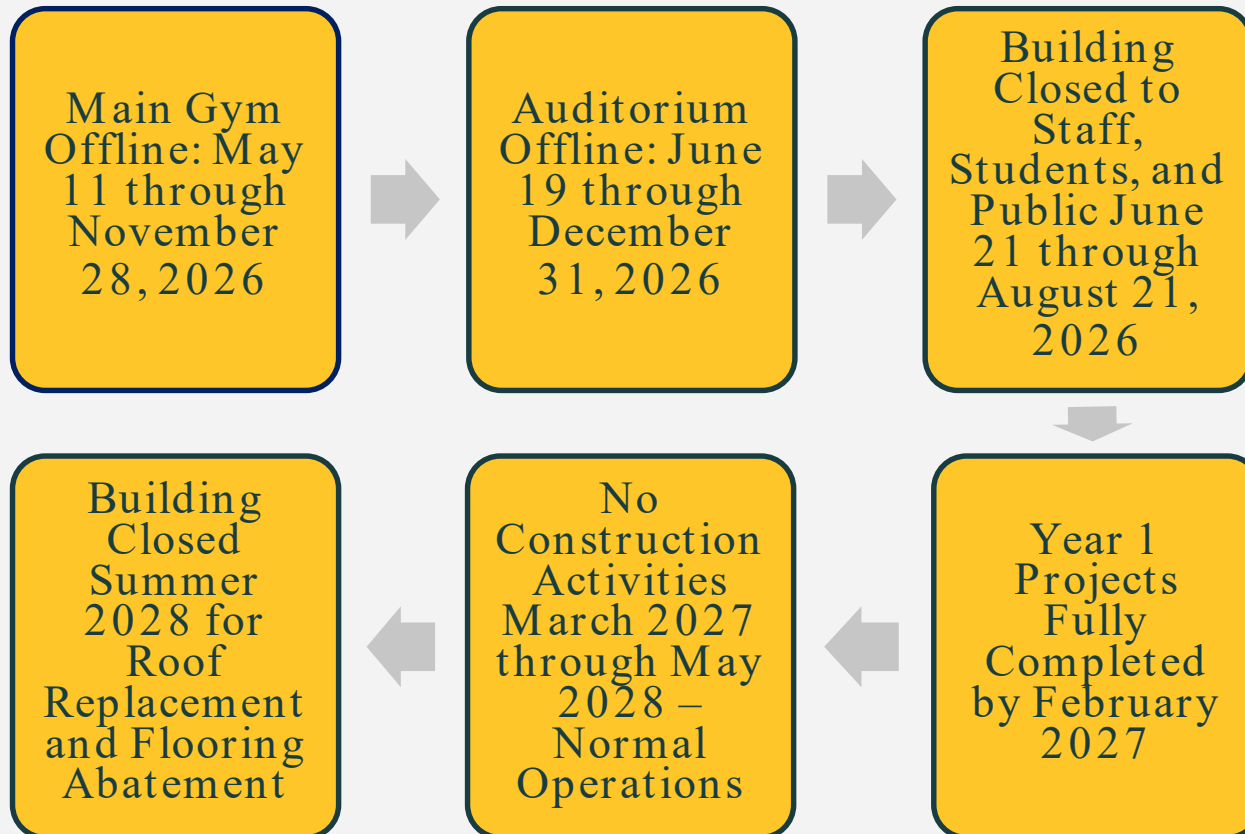 Main Gym
Offline: May
11 through
November
28, 2026
Auditorium
Offline: June
19 through
December
31, 2026
Building
Closed to
Staff,
Students, and
Public June
21 through
August 21,
2026
Year 1
Projects
Fully
Completed
by February
2027
No
Construction
Activities
March 2027
through May
2028 –
Normal
Operations
Building
Closed
Summer
2028 for
Roof
Replacement
and Flooring
Abatement